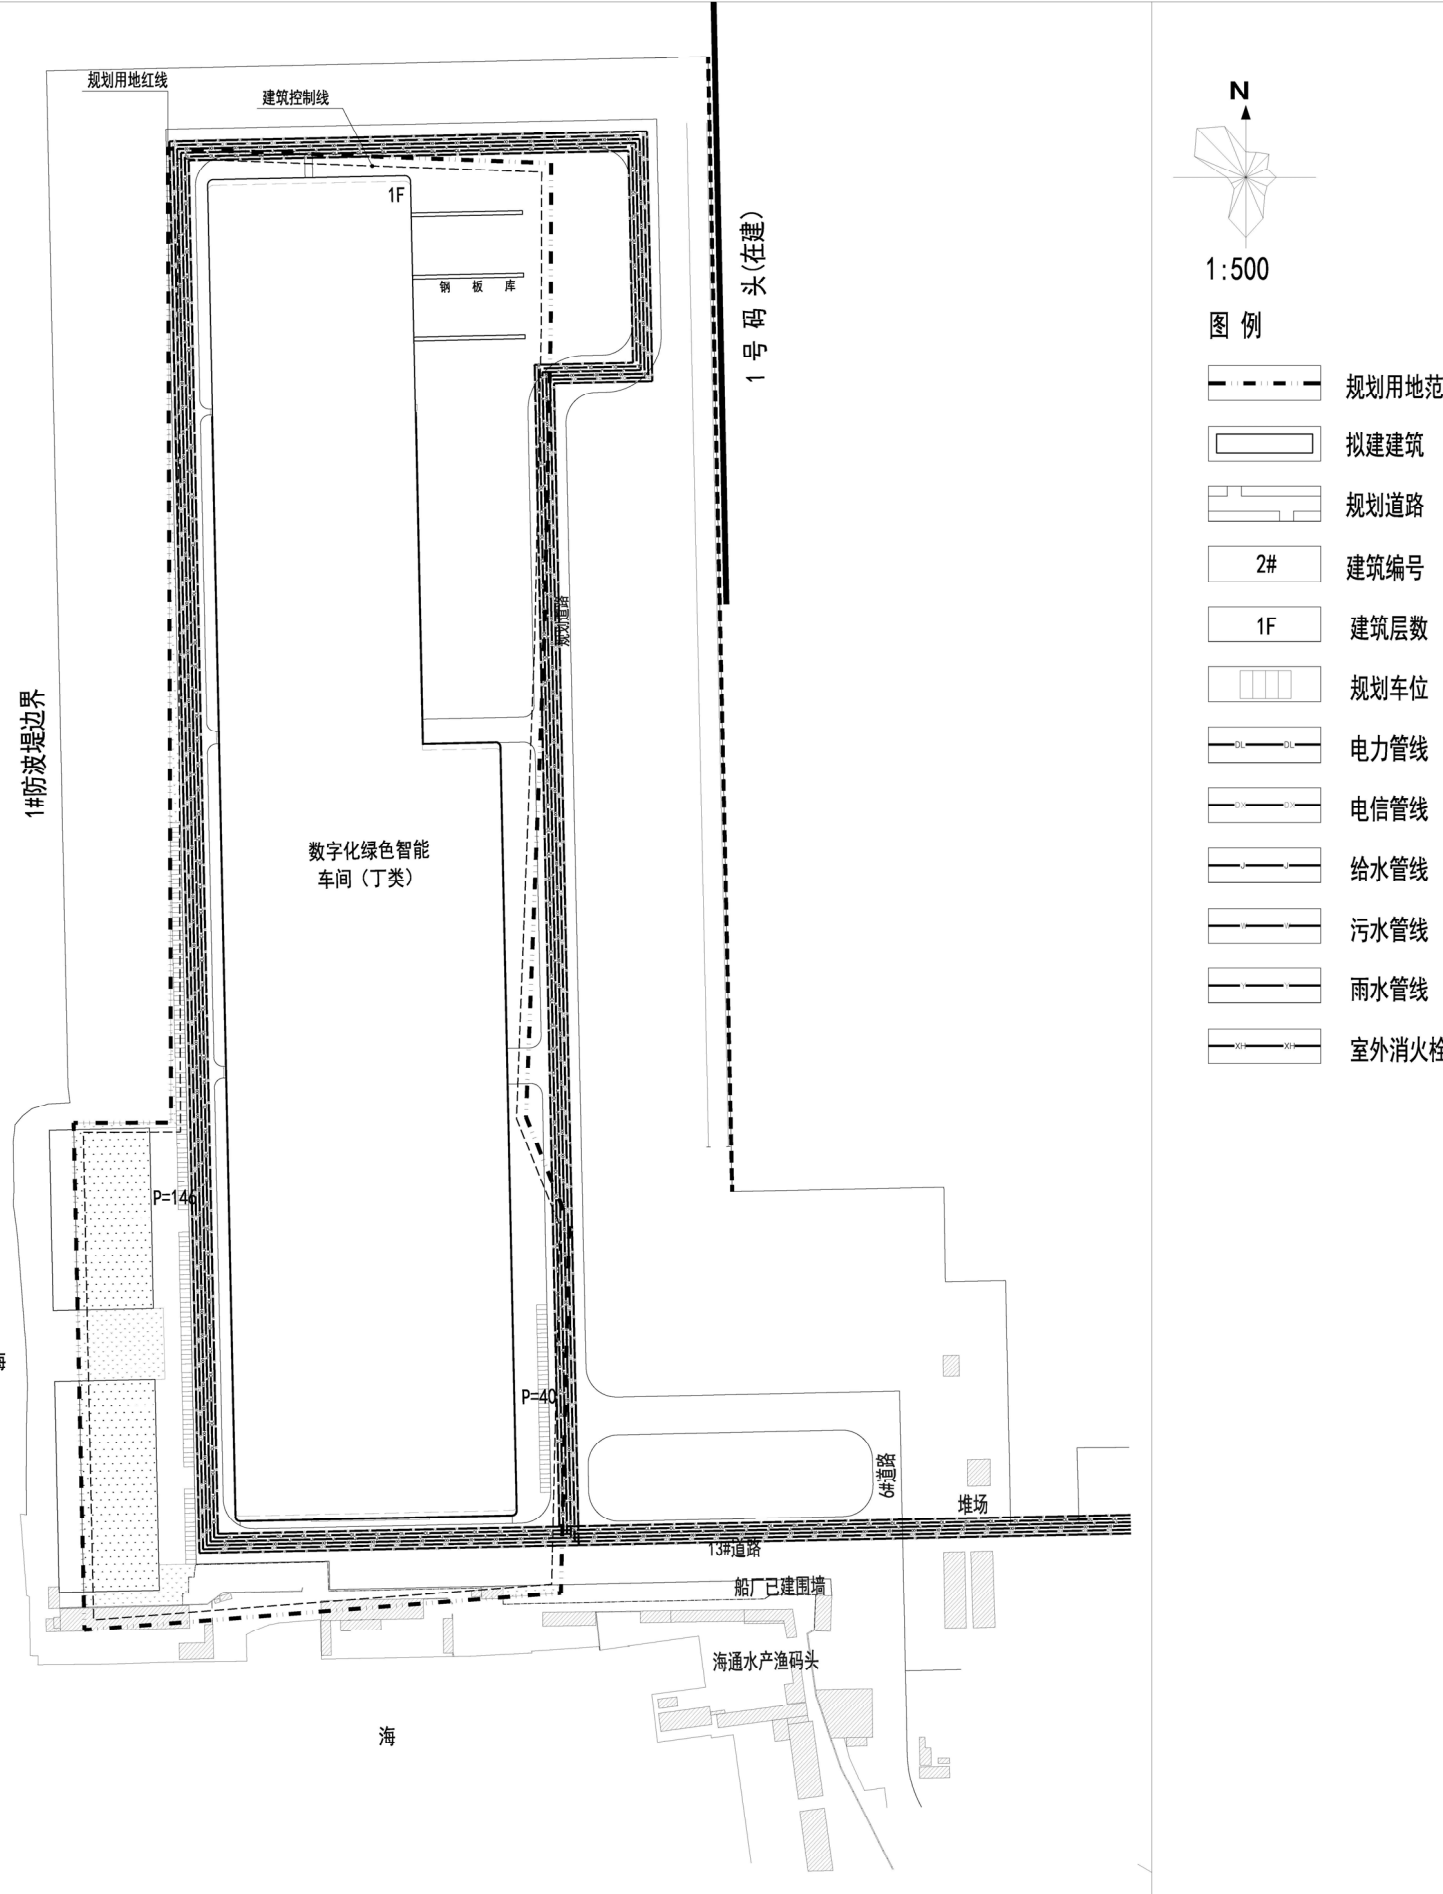 规划用地红线
建筑控制线
1F
钢 板 库
1号码头(在建)
规划道路
1#防波堤边界
数字化绿色智能
车间（丁类）
P=146
P=40
6#道路
堆场
13#道路
船厂已建围墙
海通水产渔码头
海
N
1:500
图 例
规划用地范
拟建建筑
规划道路
2#
建筑编号
1F
建筑层数
规划车位
DL DL
电力管线
DX DX
电信管线
J J
给水管线
W W
污水管线
Y Y
雨水管线
XH XH
室外消火栓